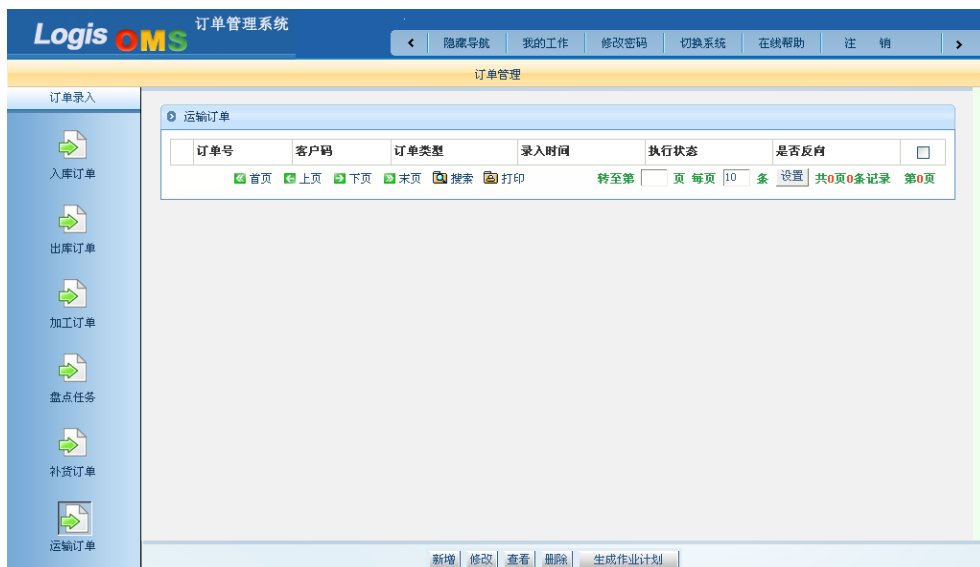 Logis OMS 订单管理系统
隐藏导航 我的工作 修改密码 切换系统 在线帮助 注 销
订单管理
订单录入
入库订单
出库订单
加工订单
盘点任务
补货订单
运输订单
运输订单
订单号 客户码 订单类型 录入时间 执行状态 是否反向
首页 上页 下页 末页 搜索 打印 转至第 页 每页 10 条 设置 共0页0条记录 第0页
新增 修改 查看 删除 生成作业计划